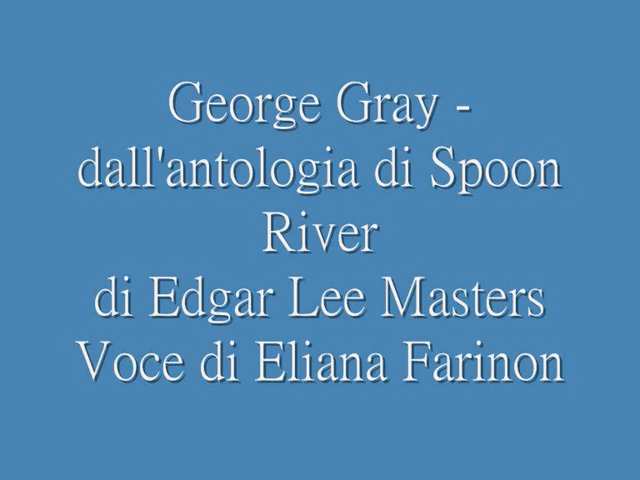 George Gray -
dall'antologia di Spoon
River
di Edgar Lee Masters
Voce di Eliana Farinon